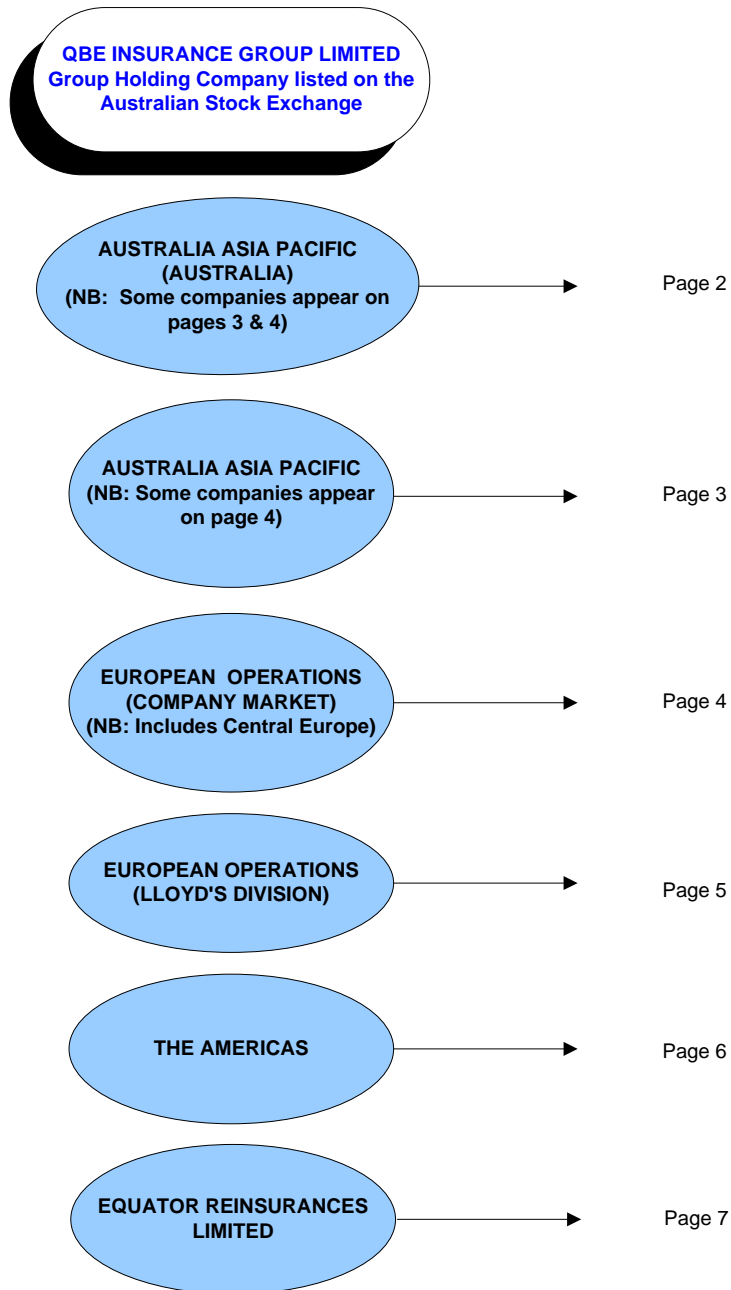 QBE INSURANCE GROUP LIMITED
Group Holding Company listed on the
Australian Stock Exchange
AUSTRALIA ASIA PACIFIC
(AUSTRALIA)
(NB:  Some companies appear on
pages 3 & 4)
Page 2
AUSTRALIA ASIA PACIFIC
(NB: Some companies appear
on page 4)
Page 3
EUROPEAN  OPERATIONS
(COMPANY MARKET)
(NB: Includes Central Europe)
Page 4
EUROPEAN OPERATIONS
(LLOYD'S DIVISION)
Page 5
THE AMERICAS
Page 6
EQUATOR REINSURANCES
LIMITED
Page 7